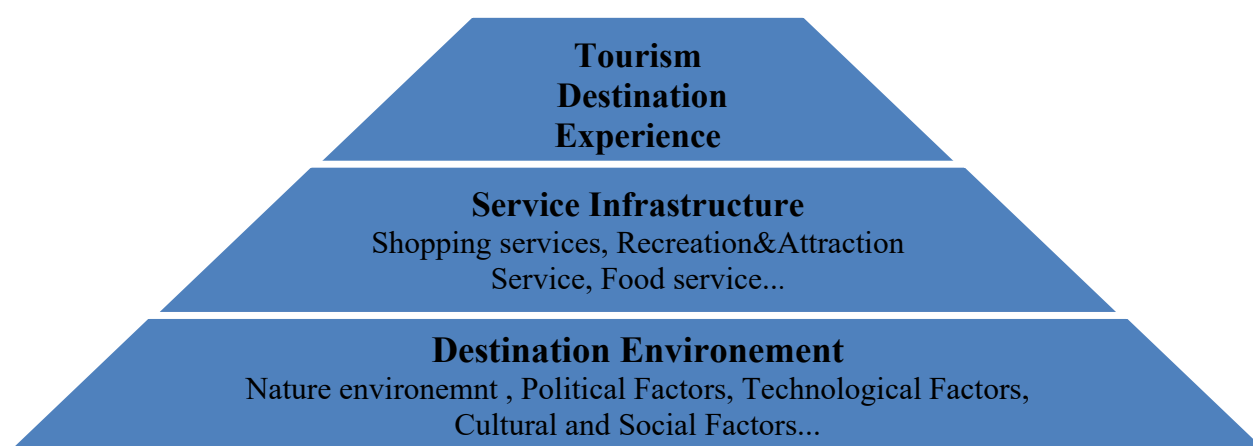 Tourism
Destination
Experience
Service Infrastructure
Shopping services, Recreation&Attraction
Service, Food service...
Destination Environement
Nature environemnt , Political Factors, Technological Factors,
Cultural and Social Factors...